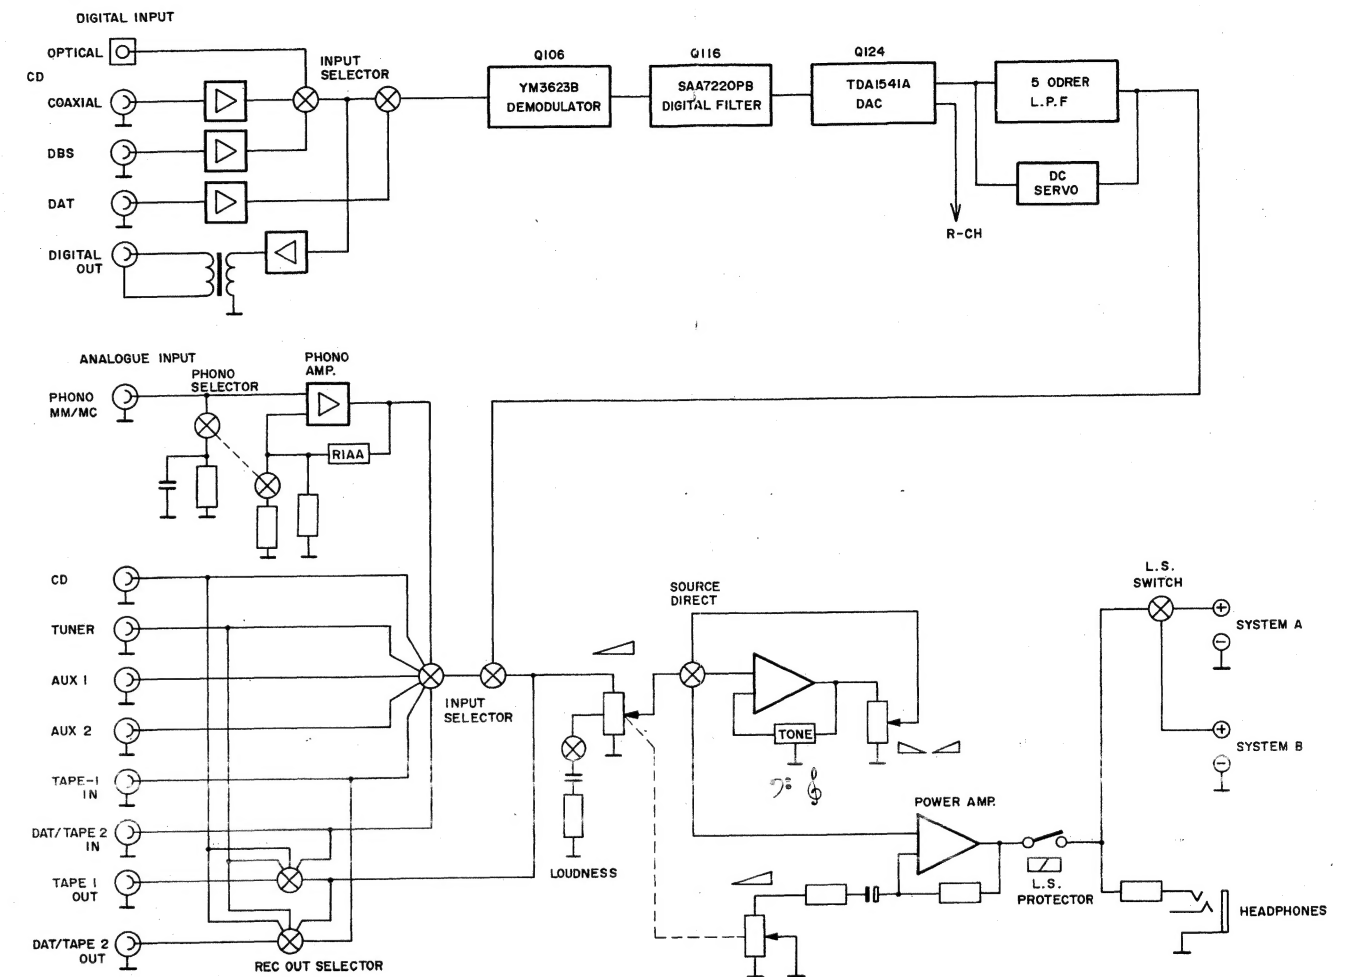 DIGITAL INPUT
OPTICAL
CD
COAXIAL
DBS
DAT
DIGITAL
OUT
INPUT
SELECTOR
Q106
YM3623B
DEMODULATOR
Q116
SAA7220PB
DIGITAL FILTER
Q124
TDA1541A
DAC
5 ODRER
L.P.F
DC
SERVO
R-CH
ANALOGUE INPUT
PHONO
SELECTOR
PHONO
AMP.
PHONO
MM/MC
RIAA
CD
TUNER
AUX 1
AUX 2
TAPE-1
IN
DAT/TAPE 2
IN
TAPE 1
OUT
DAT/TAPE 2
OUT
INPUT
SELECTOR
REC OUT SELECTOR
LOUDNESS
SOURCE
DIRECT
TONE
POWER AMP.
L.S.
PROTECTOR
L.S.
SWITCH
SYSTEM A
SYSTEM B
HEADPHONES